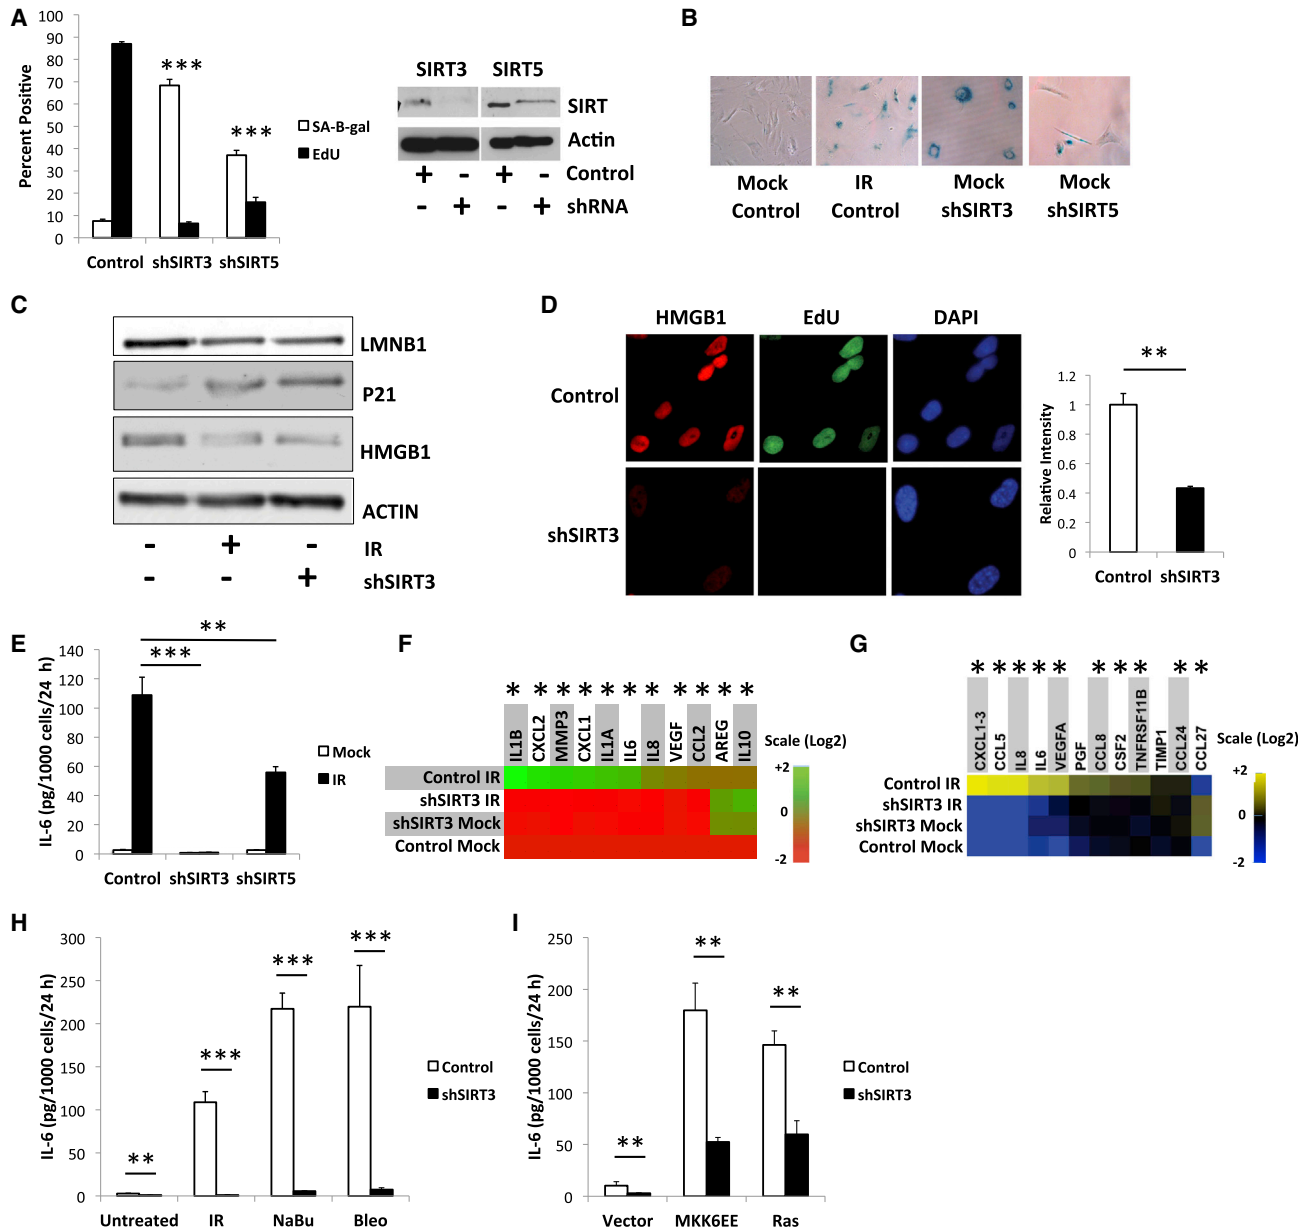 A
100
90
80
70
60
50
40
30
20
10
0
Percent Positive
***
***
SA-B-gal
EdU
Control shSIRT3 shSIRT5
SIRT3 SIRT5
SIRT
Actin
+ - + - Control
- + - + shRNA
B
Mock Control
IR Control
Mock shSIRT3
Mock shSIRT5
C
LMNB1
P21
HMGB1
ACTIN
- + - IR
- - + shSIRT3
D
HMGB1 EdU DAPI
Control
shSIRT3
**
1.2
1
0.8
0.6
0.4
0.2
0
Relative Intensity
Control shSIRT3
E
**
***
140
120
100
80
60
40
20
0
IL-6 (pg/1000 cells/24 h)
Mock
IR
Control shSIRT3 shSIRT5
F
* * * * * * * * * * *
IL1B CXCL2 MMP3 CXCL1 IL1A IL6 IL8 VEGF CCL2 AREG IL10
Control IR
shSIRT3 IR
shSIRT3 Mock
Control Mock
Scale (Log2)
+2
0
-2
G
* * * * * * * * * *
CXCL1-3 CCL5 IL8 IL6 VEGFA PGF CCL8 CSF2 TNFRSF11B TIMP1 CCL24 CCL27
Control IR
shSIRT3 IR
shSIRT3 Mock
Control Mock
Scale (Log2)
+2
0
-2
H
300
250
200
150
100
50
0
IL-6 (pg/1000 cells/24 h)
**
***
***
***
Control
shSIRT3
Untreated IR NaBu Bleo
I
250
200
150
100
50
0
IL-6 (pg/1000 cells/24 h)
**
**
**
Control
shSIRT3
Vector MKK6EE Ras